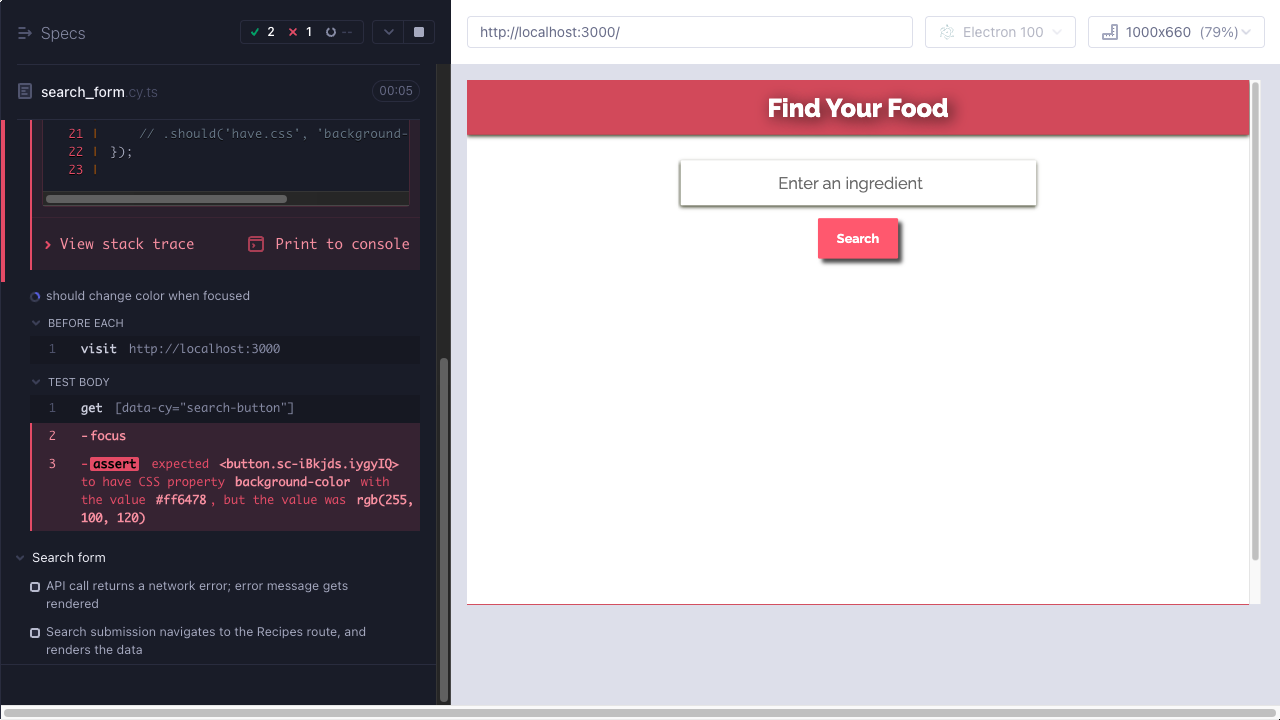 Specs
2
1
--
search_form.cy.ts
00:05
21 | // .should('have.css', 'background-
22 | });
23 |
View stack trace
Print to console
should change color when focused
BEFORE EACH
1 visit http://localhost:3000
TEST BODY
1 get [data-cy="search-button"]
2 -focus
3 -assert expected <button.sc-iBkjds.iygyIQ>
to have CSS property background-color with
the value #ff6478, but the value was rgb(255,
100, 120)
Search form
API call returns a network error; error message gets
rendered
Search submission navigates to the Recipes route, and
renders the data
http://localhost:3000/
Electron 100
1000x660 (79%)
Find Your Food
Enter an ingredient
Search